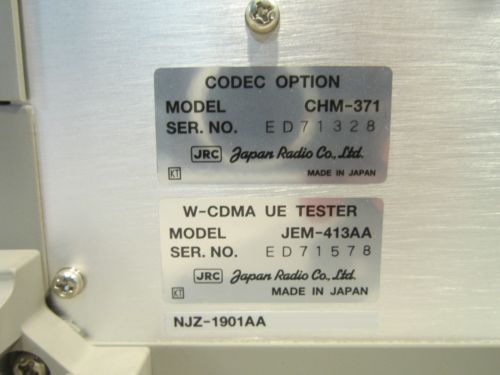 CODEC OPTION
MODEL CHM-371
SER. NO. ED71328
JRC Japan Radio Co., Ltd.
KT MADE IN JAPAN
W-CDMA UE TESTER
MODEL JEM-413AA
SER. NO. ED71578
JRC Japan Radio Co., Ltd.
KT MADE IN JAPAN
NJZ-1901AA